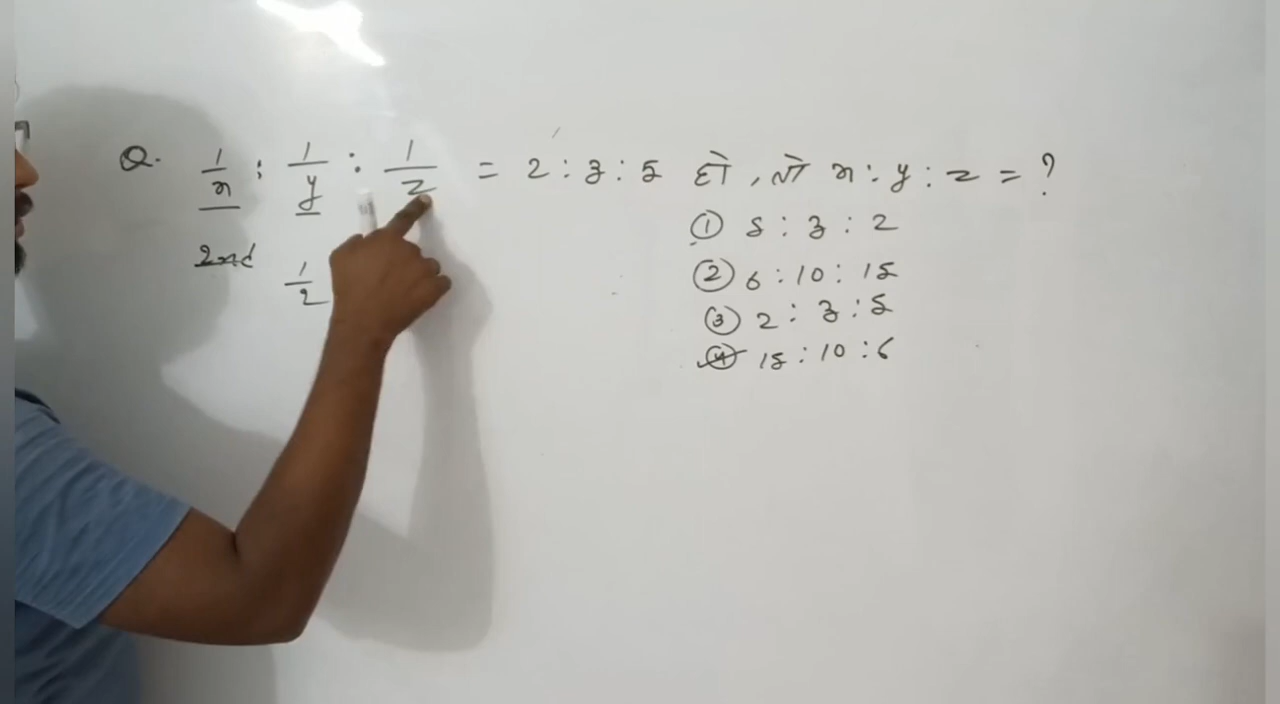 Q. 1/x : 1/y : 1/z = 2 : 3 : 5 हो, तो x : y : z = ?
① 5 : 3 : 2
② 6 : 10 : 15
③ 2 : 3 : 5
④ 15 : 10 : 6
2nd
1/2